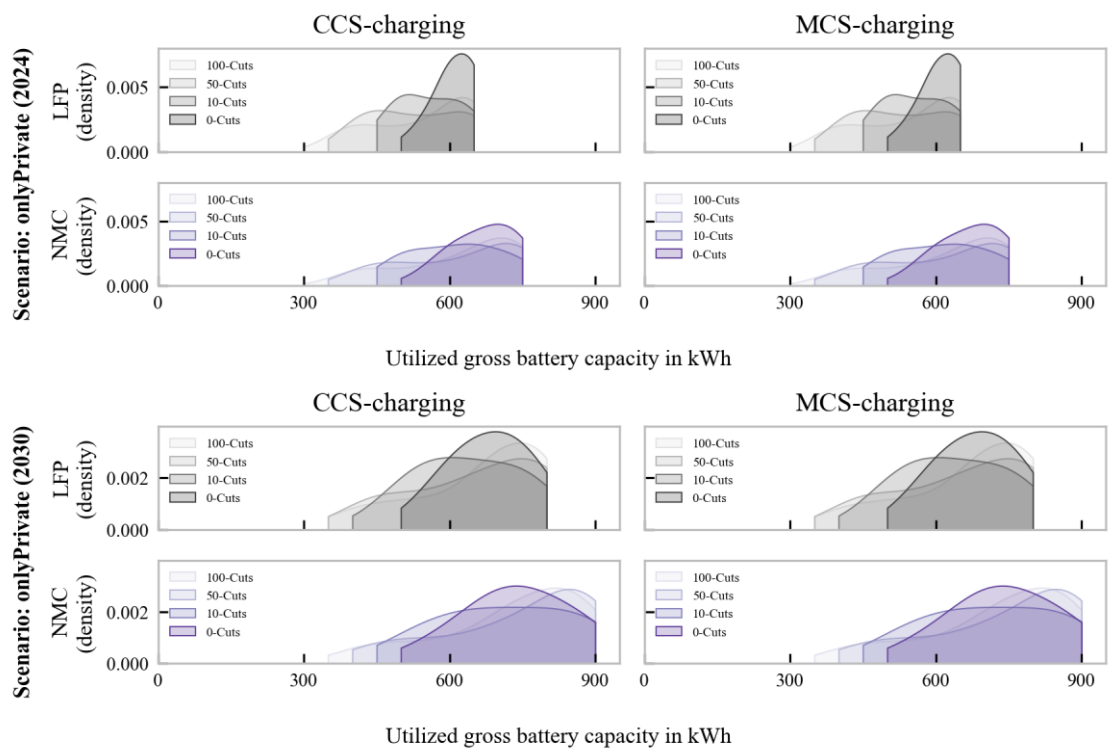 CCS-charging
MCS-charging
Scenario: onlyPrivate (2024)
LFP
(density)
0.005
0.000
100-Cuts
50-Cuts
10-Cuts
0-Cuts
100-Cuts
50-Cuts
10-Cuts
0-Cuts
NMC
(density)
0.005
0.000
100-Cuts
50-Cuts
10-Cuts
0-Cuts
100-Cuts
50-Cuts
10-Cuts
0-Cuts
0 300 600 900
0 300 600 900
Utilized gross battery capacity in kWh
CCS-charging
MCS-charging
Scenario: onlyPrivate (2030)
LFP
(density)
0.002
0.000
100-Cuts
50-Cuts
10-Cuts
0-Cuts
100-Cuts
50-Cuts
10-Cuts
0-Cuts
NMC
(density)
0.002
0.000
100-Cuts
50-Cuts
10-Cuts
0-Cuts
100-Cuts
50-Cuts
10-Cuts
0-Cuts
0 300 600 900
0 300 600 900
Utilized gross battery capacity in kWh